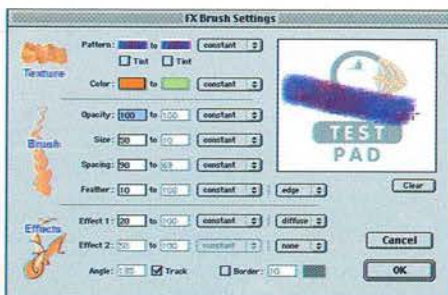 FX Brush Settings
Texture
Pattern: to constant
Tint Tint
Color: to constant
Brush
Opacity: 100 to 100 constant
Size: 50 to 10 constant
Spacing: 90 to constant
Feather: 10 to 100 constant edge
Effects
Effect 1: 20 to 100 constant diffuse
Effect 2: to 100 constant none
Angle: Track Border:
TEST
PAD
Clear
Cancel
OK